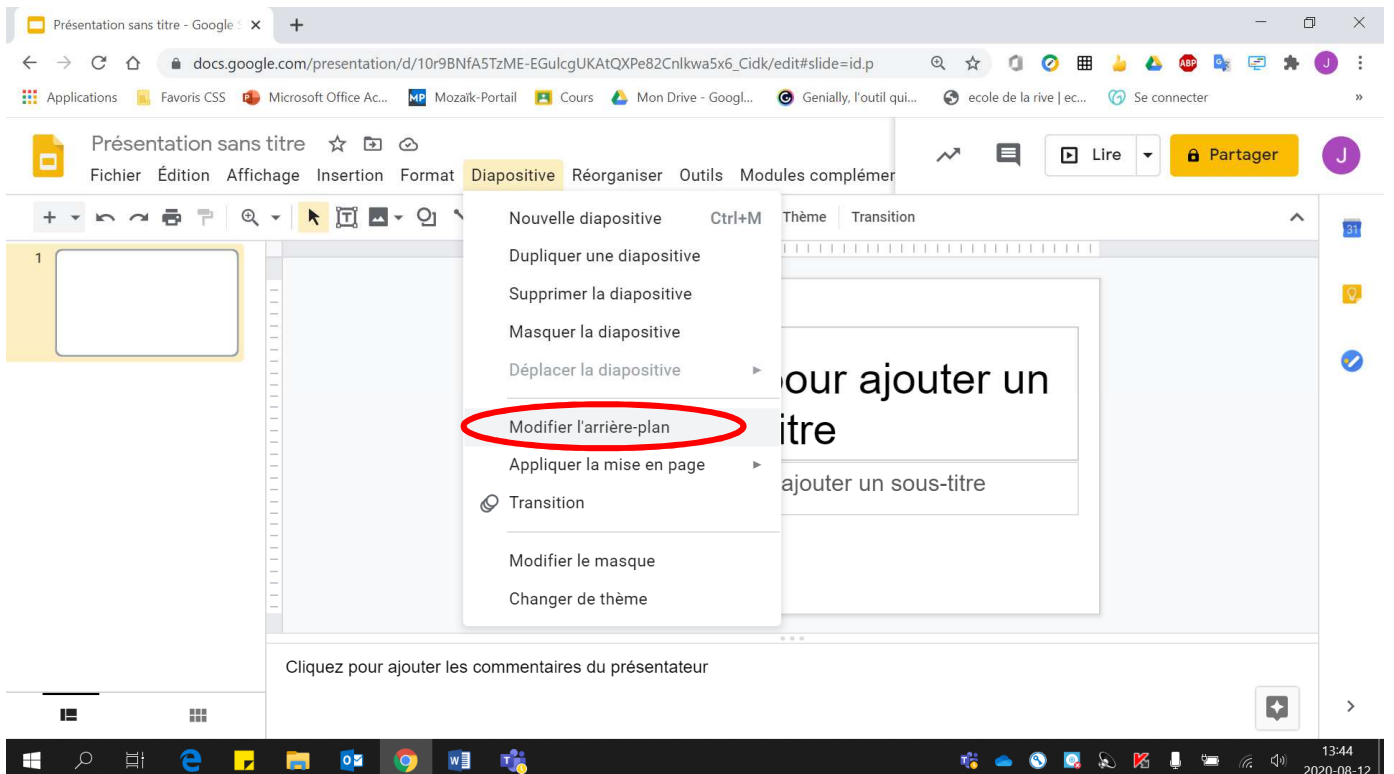 Présentation sans titre - Google S
docs.google.com/presentation/d/10r9BNfA5TzME-EGulcgUKAtQXPe82Cnlkwa5x6_Cidk/edit#slide=id.p
Applications Favoris CSS Microsoft Office Ac... MP Mozaïk-Portail Cours Mon Drive - Googl... Genially, l'outil qui... ecole de la rive | ec... Se connecter »
Présentation sans titre
Lire Partager J
Fichier Édition Affichage Insertion Format Diapositive Réorganiser Outils Modules complémer
Thème Transition
Nouvelle diapositive Ctrl+M
Dupliquer une diapositive
Supprimer la diapositive
Masquer la diapositive
Déplacer la diapositive
Modifier l'arrière-plan
Appliquer la mise en page
Transition
Modifier le masque
Changer de thème
1
our ajouter un
itre
ajouter un sous-titre
31
Cliquez pour ajouter les commentaires du présentateur
13:44
2020-08-12